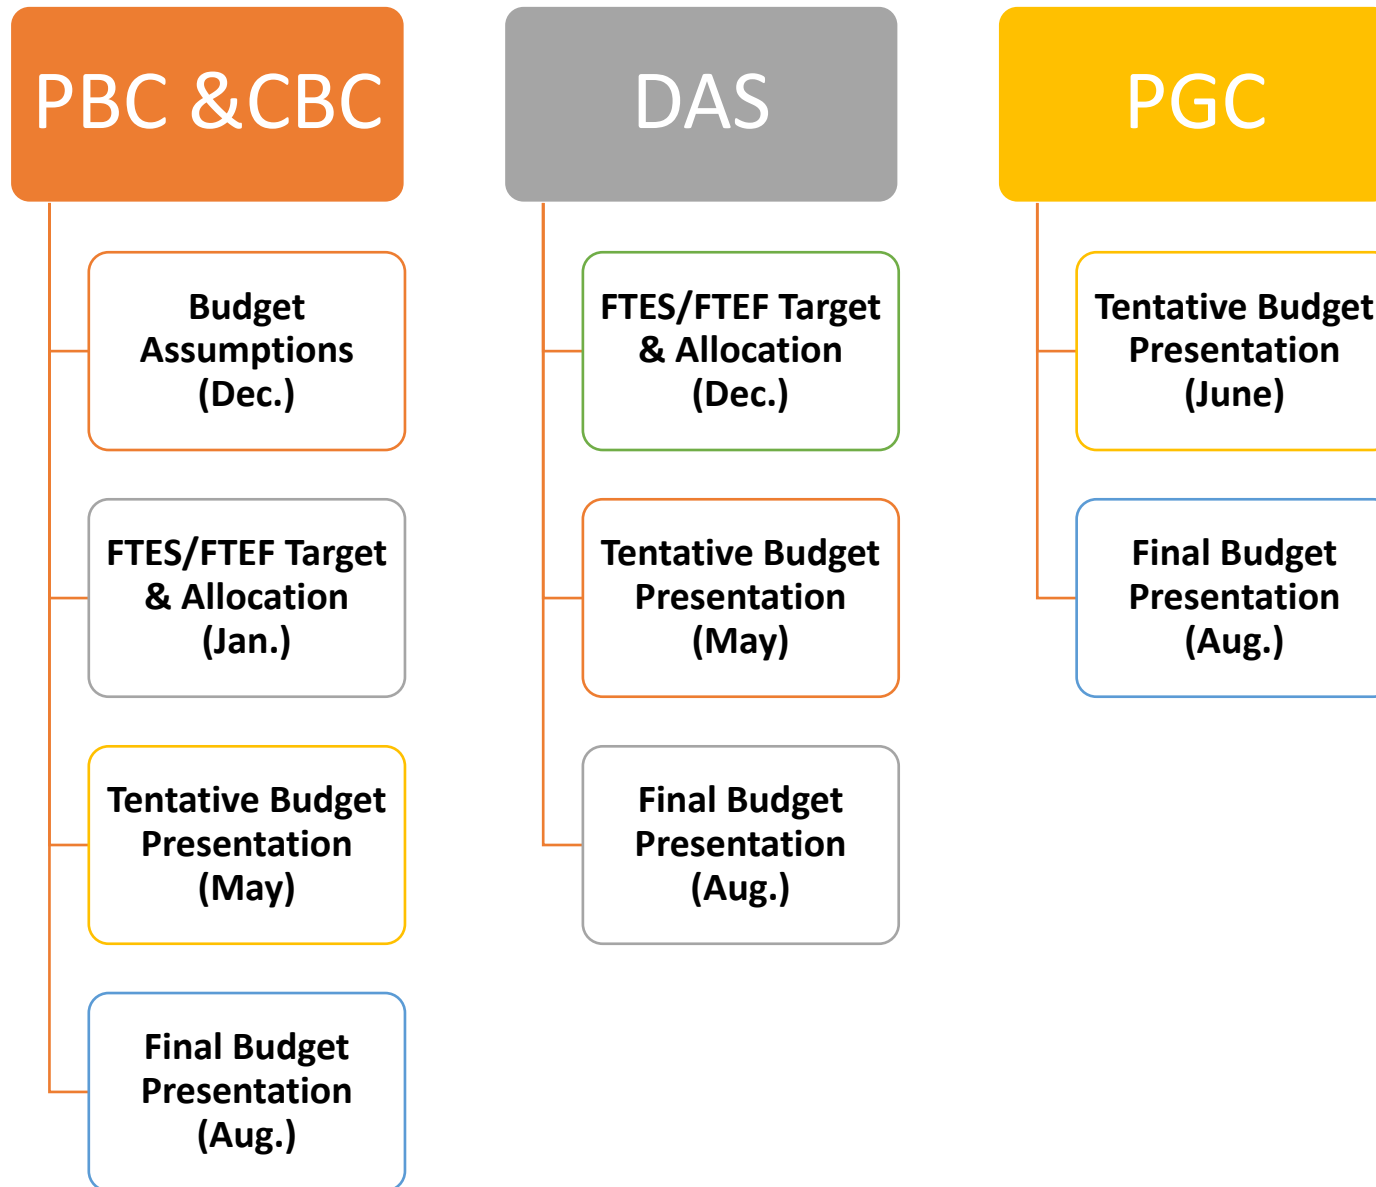 PBC &CBC
Budget
Assumptions
(Dec.)
FTES/FTEF Target
& Allocation
(Jan.)
Tentative Budget
Presentation
(May)
Final Budget
Presentation
(Aug.)
DAS
FTES/FTEF Target
& Allocation
(Dec.)
Tentative Budget
Presentation
(May)
Final Budget
Presentation
(Aug.)
PGC
Tentative Budget
Presentation
(June)
Final Budget
Presentation
(Aug.)